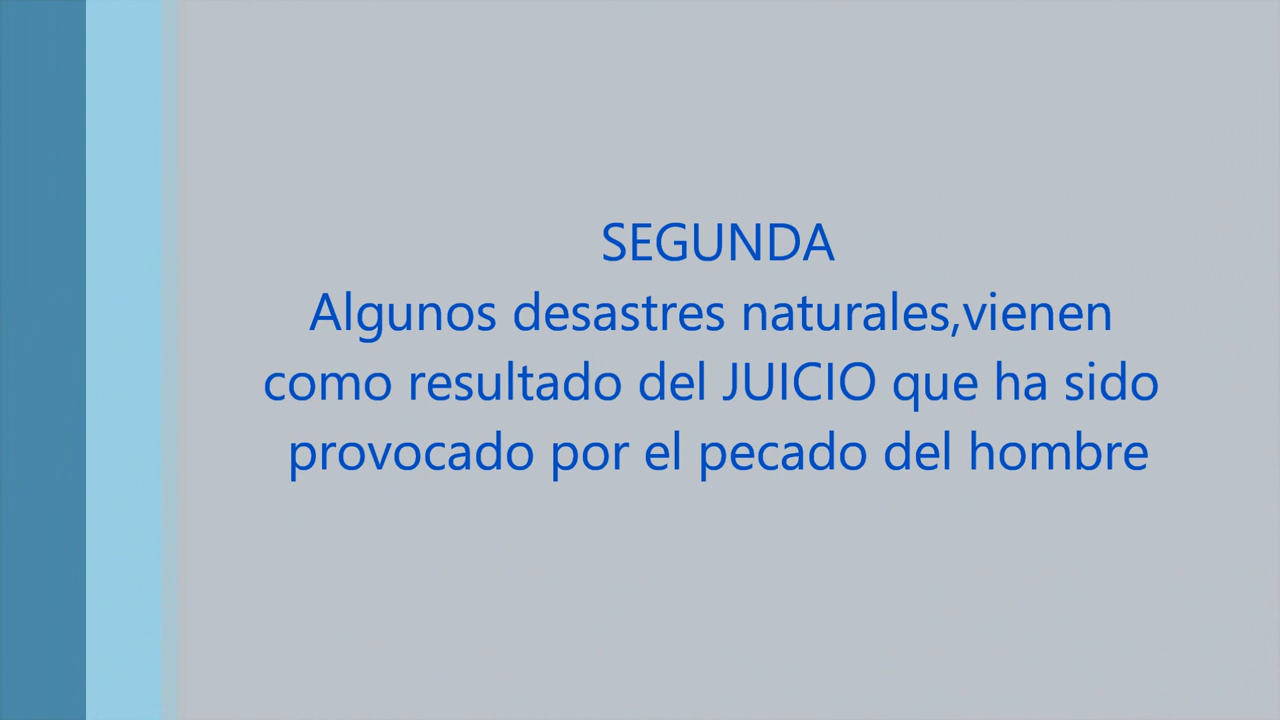 SEGUNDA
Algunos desastres naturales,vienen
como resultado del JUICIO que ha sido
provocado por el pecado del hombre